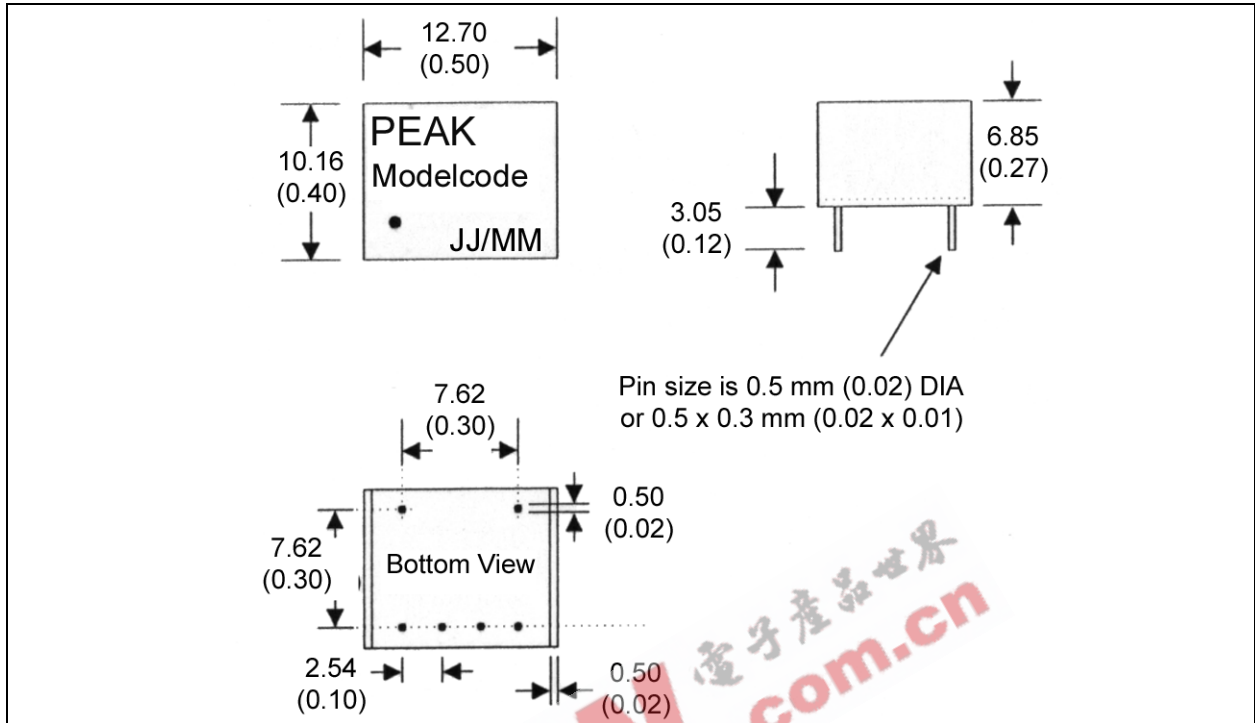 12.70
(0.50)
10.16
(0.40)
PEAK
Modelcode
JJ/MM
6.85
(0.27)
3.05
(0.12)
Pin size is 0.5 mm (0.02) DIA
or 0.5 x 0.3 mm (0.02 x 0.01)
7.62
(0.30)
0.50
(0.02)
7.62
(0.30)
Bottom View
2.54
(0.10)
0.50
(0.02)
電子產品世界
.com.cn